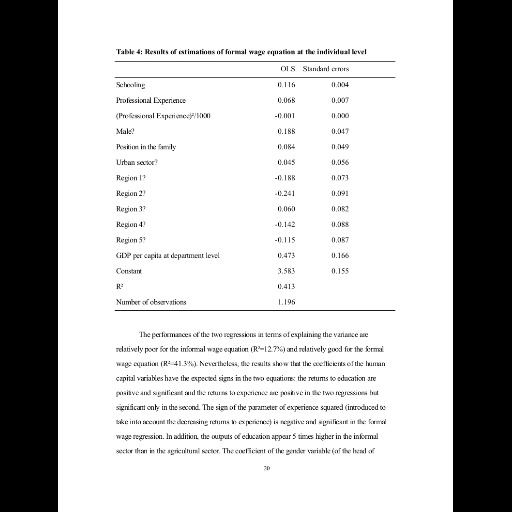 Table 4: Results of estimations of formal wage equation at the individual level
OLS Standard errors
Schooling 0.116 0.004
Professional Experience 0.068 0.007
(Professional Experience)²/1000 -0.001 0.000
Male? 0.188 0.047
Position in the family 0.084 0.049
Urban sector? 0.045 0.056
Region 1? -0.188 0.073
Region 2? -0.241 0.091
Region 3? 0.060 0.082
Region 4? -0.142 0.088
Region 5? -0.115 0.087
GDP per capita at department level 0.473 0.166
Constant 3.583 0.155
R² 0.413
Number of observations 1.196
The performances of the two regressions in terms of explaining the variance are
relatively poor for the informal wage equation (R²=12.7%) and relatively good for the formal
wage equation (R²=41.3%). Nevertheless, the results show that the coefficients of the human
capital variables have the expected signs in the two equations: the returns to education are
positive and significant and the returns to experience are positive in the two regressions but
significant only in the second. The sign of the parameter of experience squared (introduced to
take into account the decreasing returns to experience) is negative and significant in the formal
wage regression. In addition, the outputs of education appear 5 times higher in the informal
sector than in the agricultural sector. The coefficient of the gender variable (of the head of
20